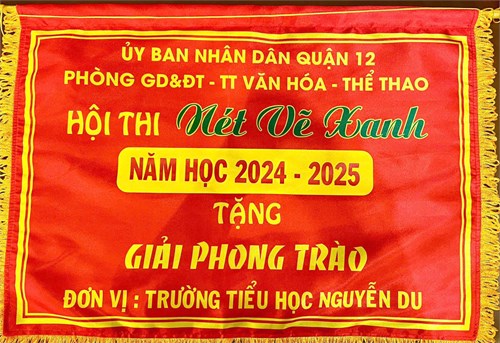 ỦY BAN NHÂN DÂN QUẬN 12
PHÒNG GD&ĐT - TT VĂN HÓA - THỂ THAO
HỘI THI Nét Vẽ Xanh
NĂM HỌC 2024 - 2025
TẶNG
GIẢI PHONG TRÀO
ĐƠN VỊ : TRƯỜNG TIỂU HỌC NGUYỄN DU